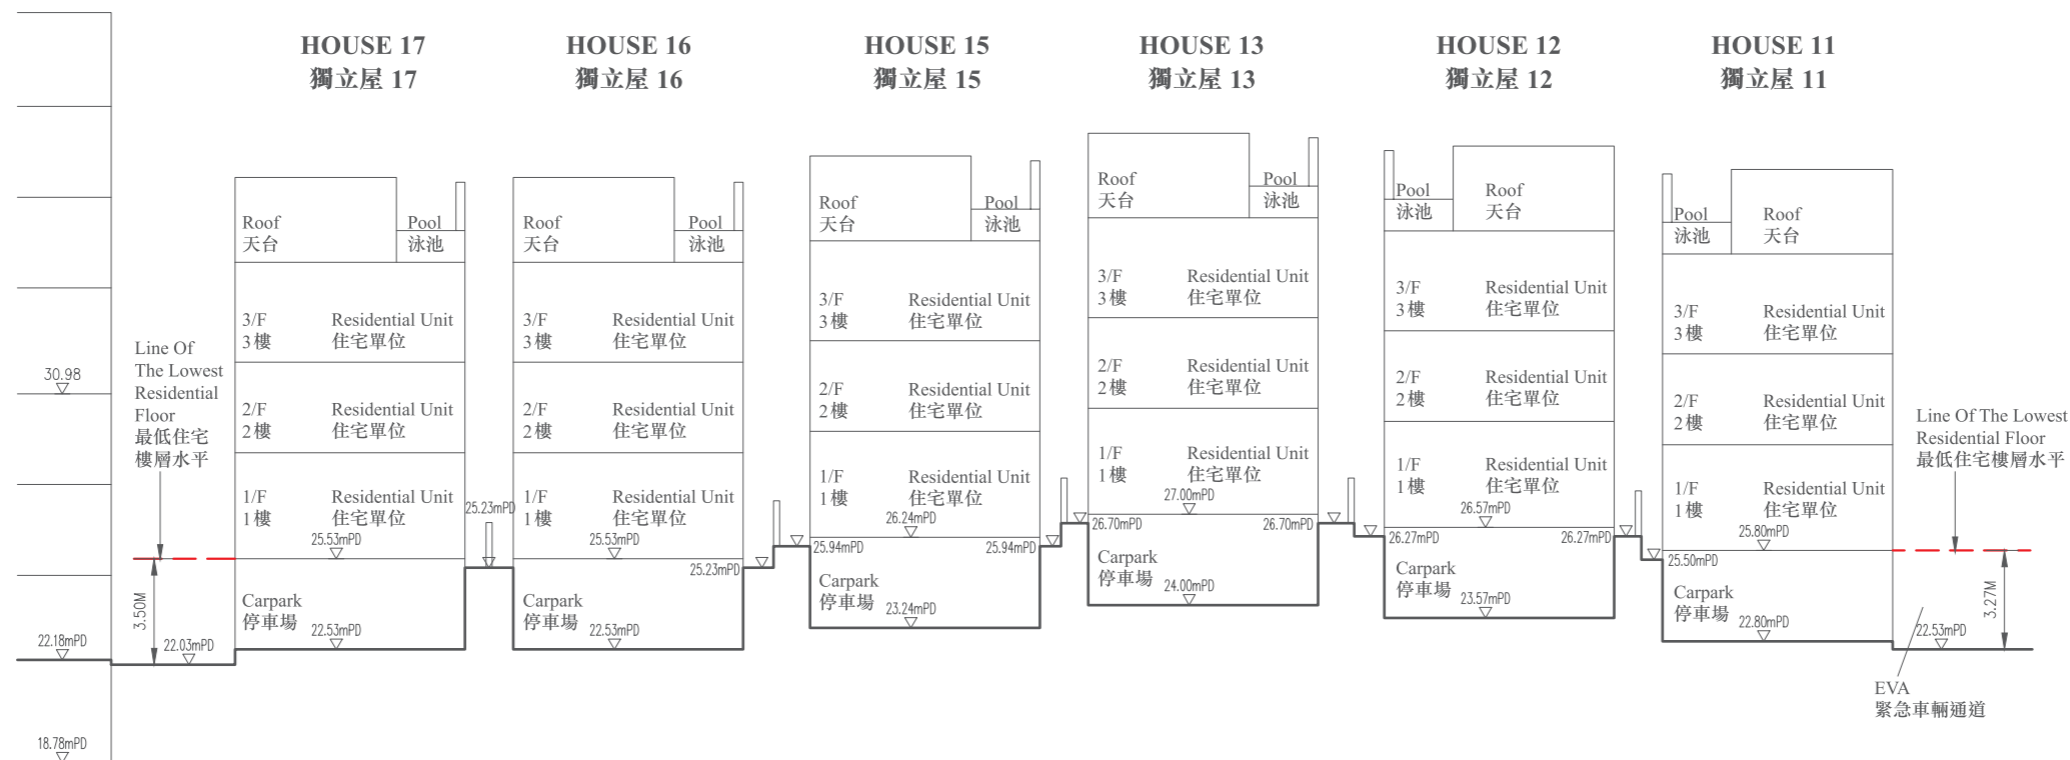 HOUSE 17
獨立屋 17
HOUSE 16
獨立屋 16
HOUSE 15
獨立屋 15
HOUSE 13
獨立屋 13
HOUSE 12
獨立屋 12
HOUSE 11
獨立屋 11
30.98
22.18mPD
18.78mPD
Line Of
The Lowest
Residential
Floor
最低住宅
樓層水平
3.50M
22.03mPD
Roof
天台
Pool
泳池
3/F Residential Unit
3樓 住宅單位
2/F Residential Unit
2樓 住宅單位
1/F Residential Unit
1樓 住宅單位
25.53mPD
Carpark
停車場
22.53mPD
25.23mPD
Roof
天台
Pool
泳池
3/F Residential Unit
3樓 住宅單位
2/F Residential Unit
2樓 住宅單位
1/F Residential Unit
1樓 住宅單位
25.53mPD
Carpark
停車場
22.53mPD
25.23mPD
Roof
天台
Pool
泳池
3/F Residential Unit
3樓 住宅單位
2/F Residential Unit
2樓 住宅單位
1/F Residential Unit
1樓 住宅單位
26.24mPD
25.94mPD
25.94mPD
Carpark
停車場
23.24mPD
Roof
天台
Pool
泳池
3/F Residential Unit
3樓 住宅單位
2/F Residential Unit
2樓 住宅單位
1/F Residential Unit
1樓 住宅單位
27.00mPD
26.70mPD
26.70mPD
Carpark
停車場
24.00mPD
Pool
泳池
Roof
天台
3/F Residential Unit
3樓 住宅單位
2/F Residential Unit
2樓 住宅單位
1/F Residential Unit
1樓 住宅單位
26.57mPD
26.27mPD
26.27mPD
Carpark
停車場
23.57mPD
Pool
泳池
Roof
天台
3/F Residential Unit
3樓 住宅單位
2/F Residential Unit
2樓 住宅單位
1/F Residential Unit
1樓 住宅單位
25.80mPD
25.50mPD
Carpark
停車場
22.80mPD
Line Of The Lowest
Residential Floor
最低住宅樓層水平
3.27M
22.53mPD
EVA
緊急車輛通道